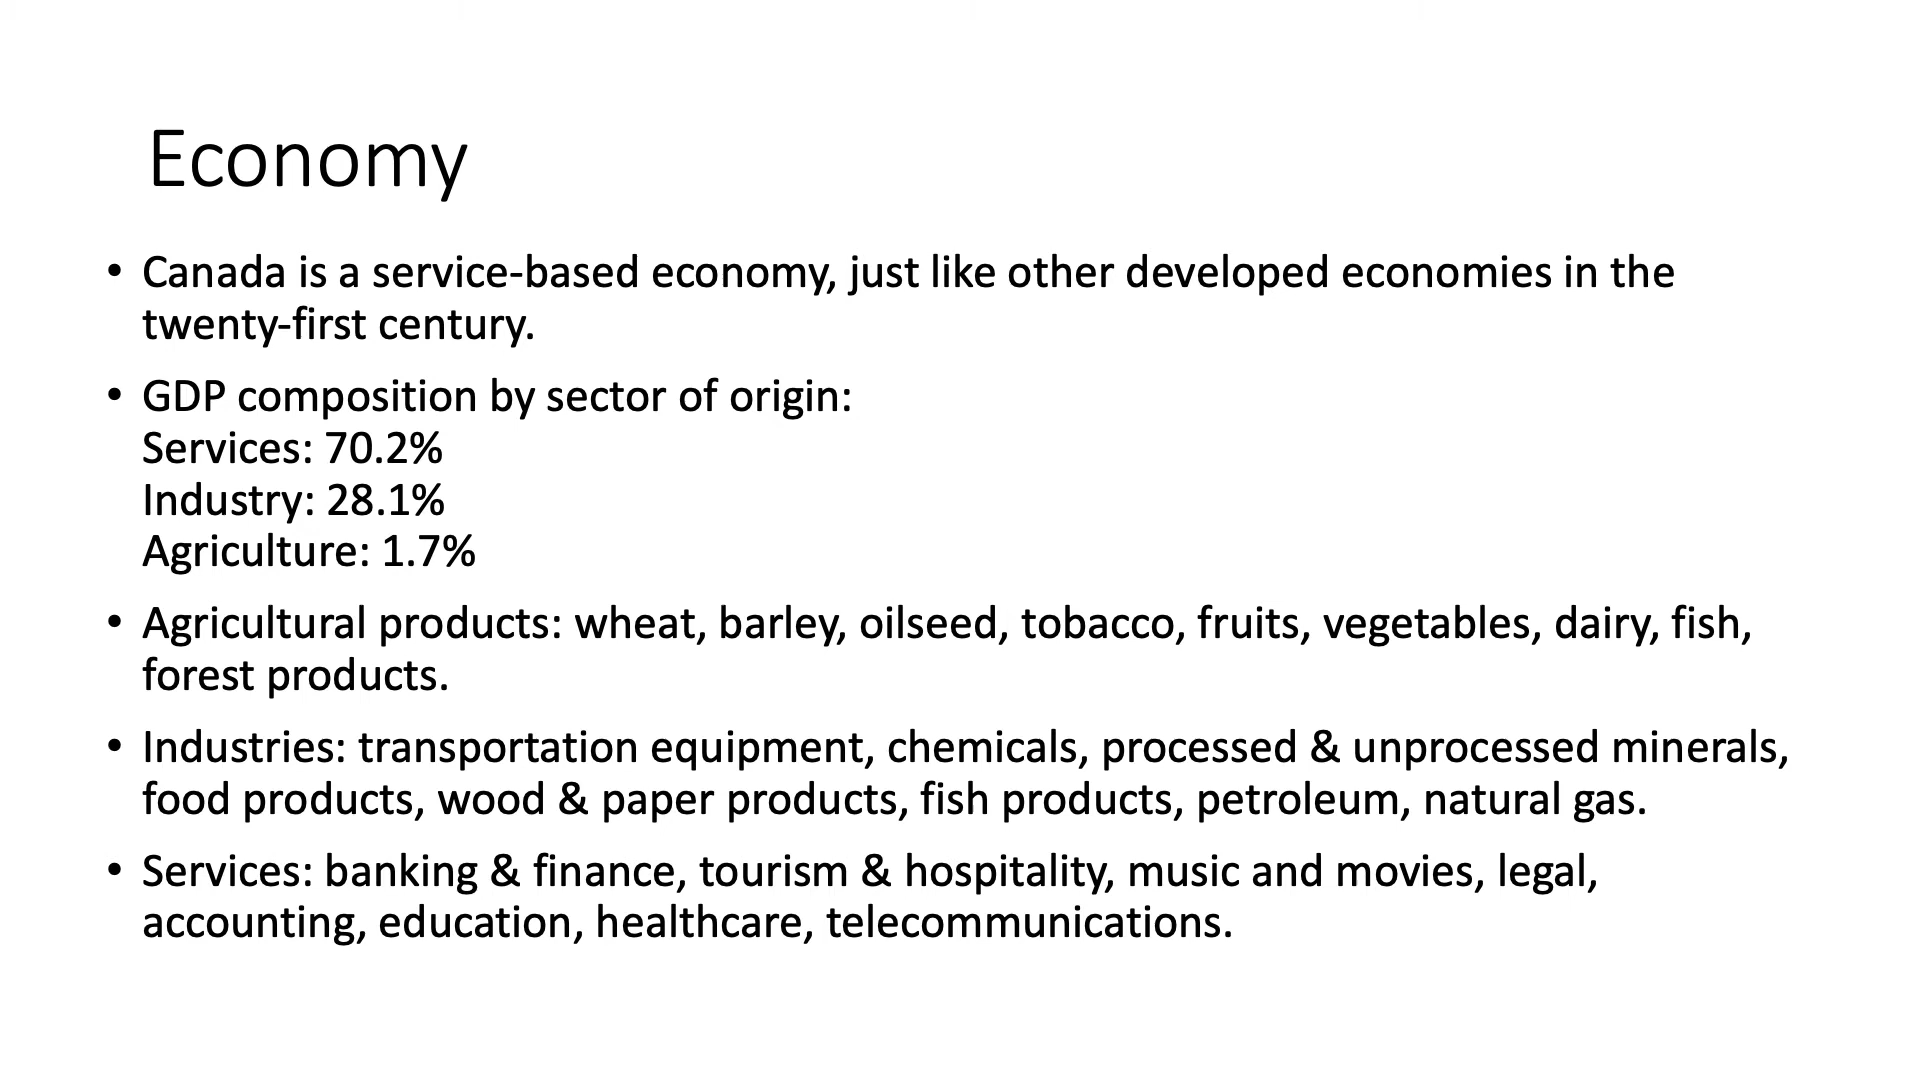 Economy
• Canada is a service-based economy, just like other developed economies in the
twenty-first century.
• GDP composition by sector of origin:
Services: 70.2%
Industry: 28.1%
Agriculture: 1.7%
• Agricultural products: wheat, barley, oilseed, tobacco, fruits, vegetables, dairy, fish,
forest products.
• Industries: transportation equipment, chemicals, processed & unprocessed minerals,
food products, wood & paper products, fish products, petroleum, natural gas.
• Services: banking & finance, tourism & hospitality, music and movies, legal,
accounting, education, healthcare, telecommunications.